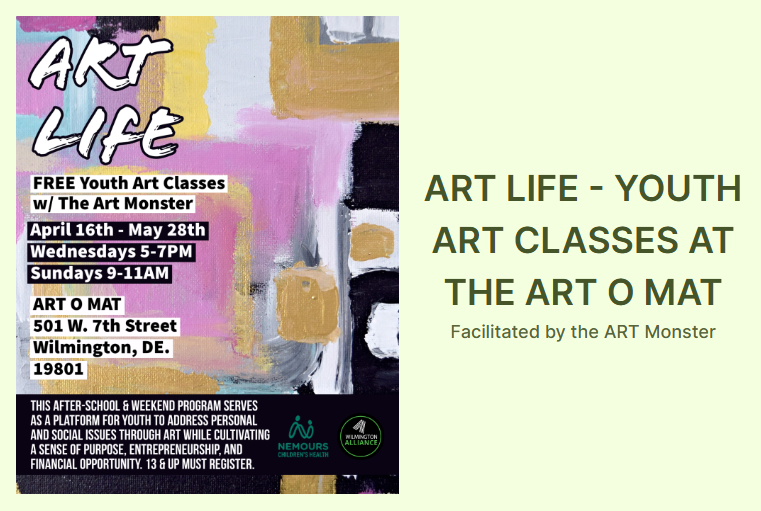 ART
LIFE
FREE Youth Art Classes
w/ The Art Monster
April 16th - May 28th
Wednesdays 5-7PM
Sundays 9-11AM
ART O MAT
501 W. 7th Street
Wilmington, DE.
19801
THIS AFTER-SCHOOL & WEEKEND PROGRAM SERVES
AS A PLATFORM FOR YOUTH TO ADDRESS PERSONAL
AND SOCIAL ISSUES THROUGH ART WHILE CULTIVATING
A SENSE OF PURPOSE, ENTREPRENEURSHIP, AND
FINANCIAL OPPORTUNITY. 13 & UP MUST REGISTER.
NEMOURS
CHILDREN'S HEALTH
WILMINGTON
ALLIANCE
ART LIFE - YOUTH
ART CLASSES AT
THE ART O MAT
Facilitated by the ART Monster